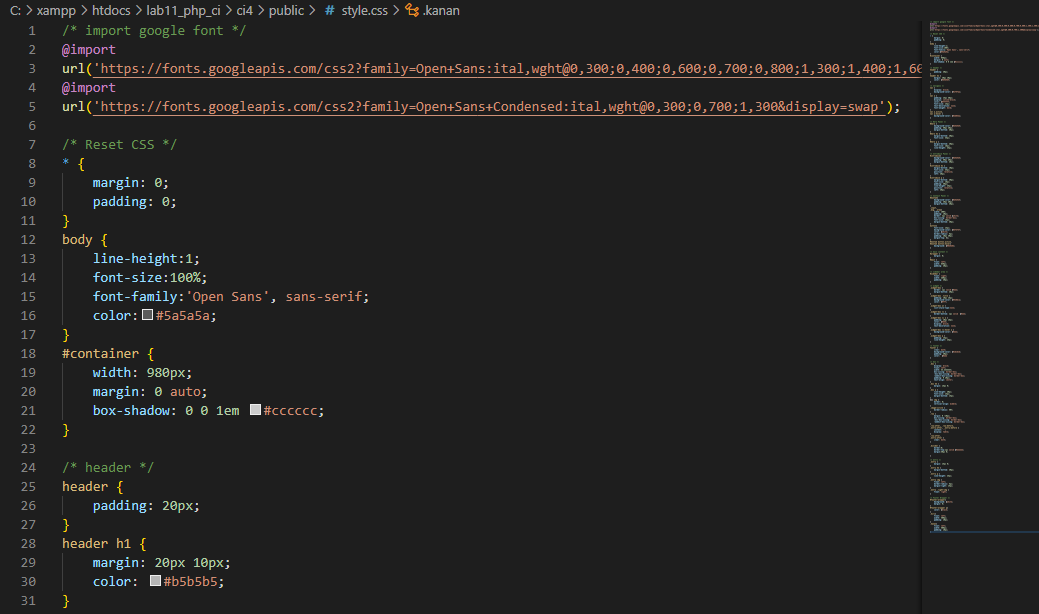 C: > xampp > htdocs > lab11_php_ci > ci4 > public > # style.css > .kanan
1 /* import google font */
2 @import
3 url('https://fonts.googleapis.com/css2?family=Open+Sans:ital,wght@0,300;0,400;0,600;0,700;0,800;1,300;1,400;1,60
4 @import
5 url('https://fonts.googleapis.com/css2?family=Open+Sans+Condensed:ital,wght@0,300;0,700;1,300&display=swap');
6
7 /* Reset CSS */
8 * {
9 margin: 0;
10 padding: 0;
11 }
12 body {
13 line-height:1;
14 font-size:100%;
15 font-family:'Open Sans', sans-serif;
16 color:#5a5a5a;
17 }
18 #container {
19 width: 980px;
20 margin: 0 auto;
21 box-shadow: 0 0 1em #cccccc;
22 }
23
24 /* header */
25 header {
26 padding: 20px;
27 }
28 header h1 {
29 margin: 20px 10px;
30 color: #b5b5b5;
31 }